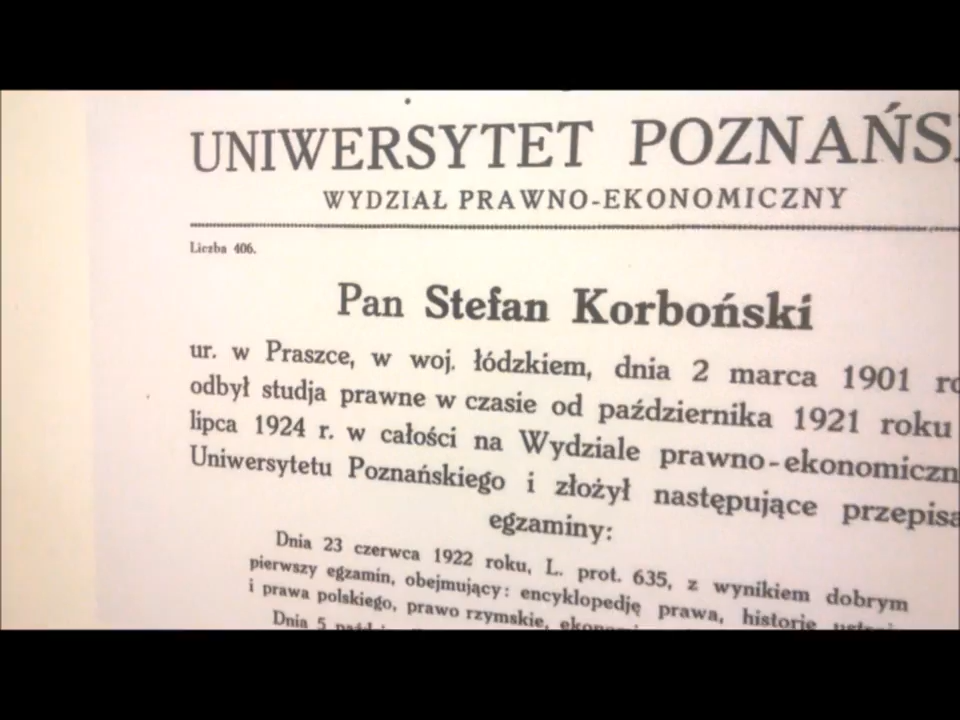 UNIWERSYTET POZNAŃS
WYDZIAŁ PRAWNO-EKONOMICZNY
Liczba 406.
Pan Stefan Korboński
ur. w Praszce, w woj. łódzkiem, dnia 2 marca 1901 ro
odbył studja prawne w czasie od października 1921 roku
lipca 1924 r. w całości na Wydziale prawno-ekonomiczn
Uniwersytetu Poznańskiego i złożył następujące przepisa
egzaminy:
Dnia 23 czerwca 1922 roku, L. prot. 635, z wynikiem dobrym
pierwszy egzamin, obejmujący: encyklopedję prawa, historję
i prawa polskiego, prawo rzymskie,
Dnia 5